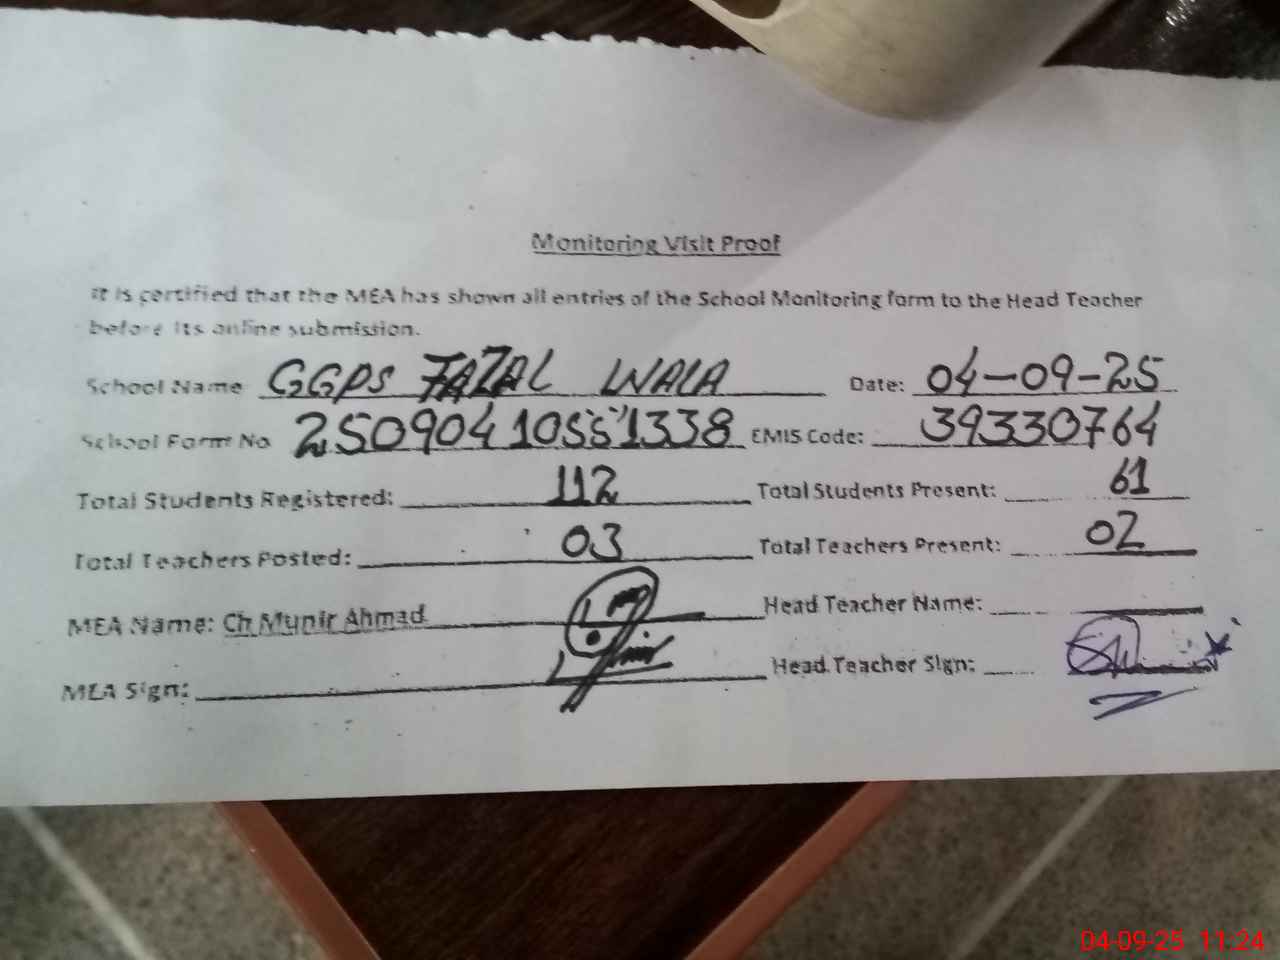 Monitoring Visit Proof
It is certified that the MEA has shown all entries of the School Monitoring form to the Head Teacher
before its online submission.
School Name GGPS FAZAL WALA Date: 04-09-25
School Form No 25090410551338 EMIS Code: 39330764
Total Students Registered: 112 Total Students Present: 61
Total Teachers Posted: 03 Total Teachers Present: 02
MEA Name: Ch Munir Ahmad Head Teacher Name:
MEA Sign: Head Teacher Sign:
04-09-25 11:24